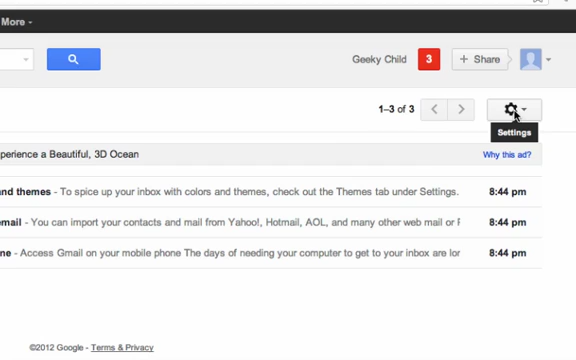 More
Geeky Child 3 + Share
1–3 of 3
Settings
perience a Beautiful, 3D Ocean Why this ad?
and themes - To spice up your inbox with colors and themes, check out the Themes tab under Settings. 8:44 pm
email - You can import your contacts and mail from Yahoo!, Hotmail, AOL, and many other web mail or 8:44 pm
ne - Access Gmail on your mobile phone The days of needing your computer to get to your inbox are lor 8:44 pm
©2012 Google - Terms & Privacy